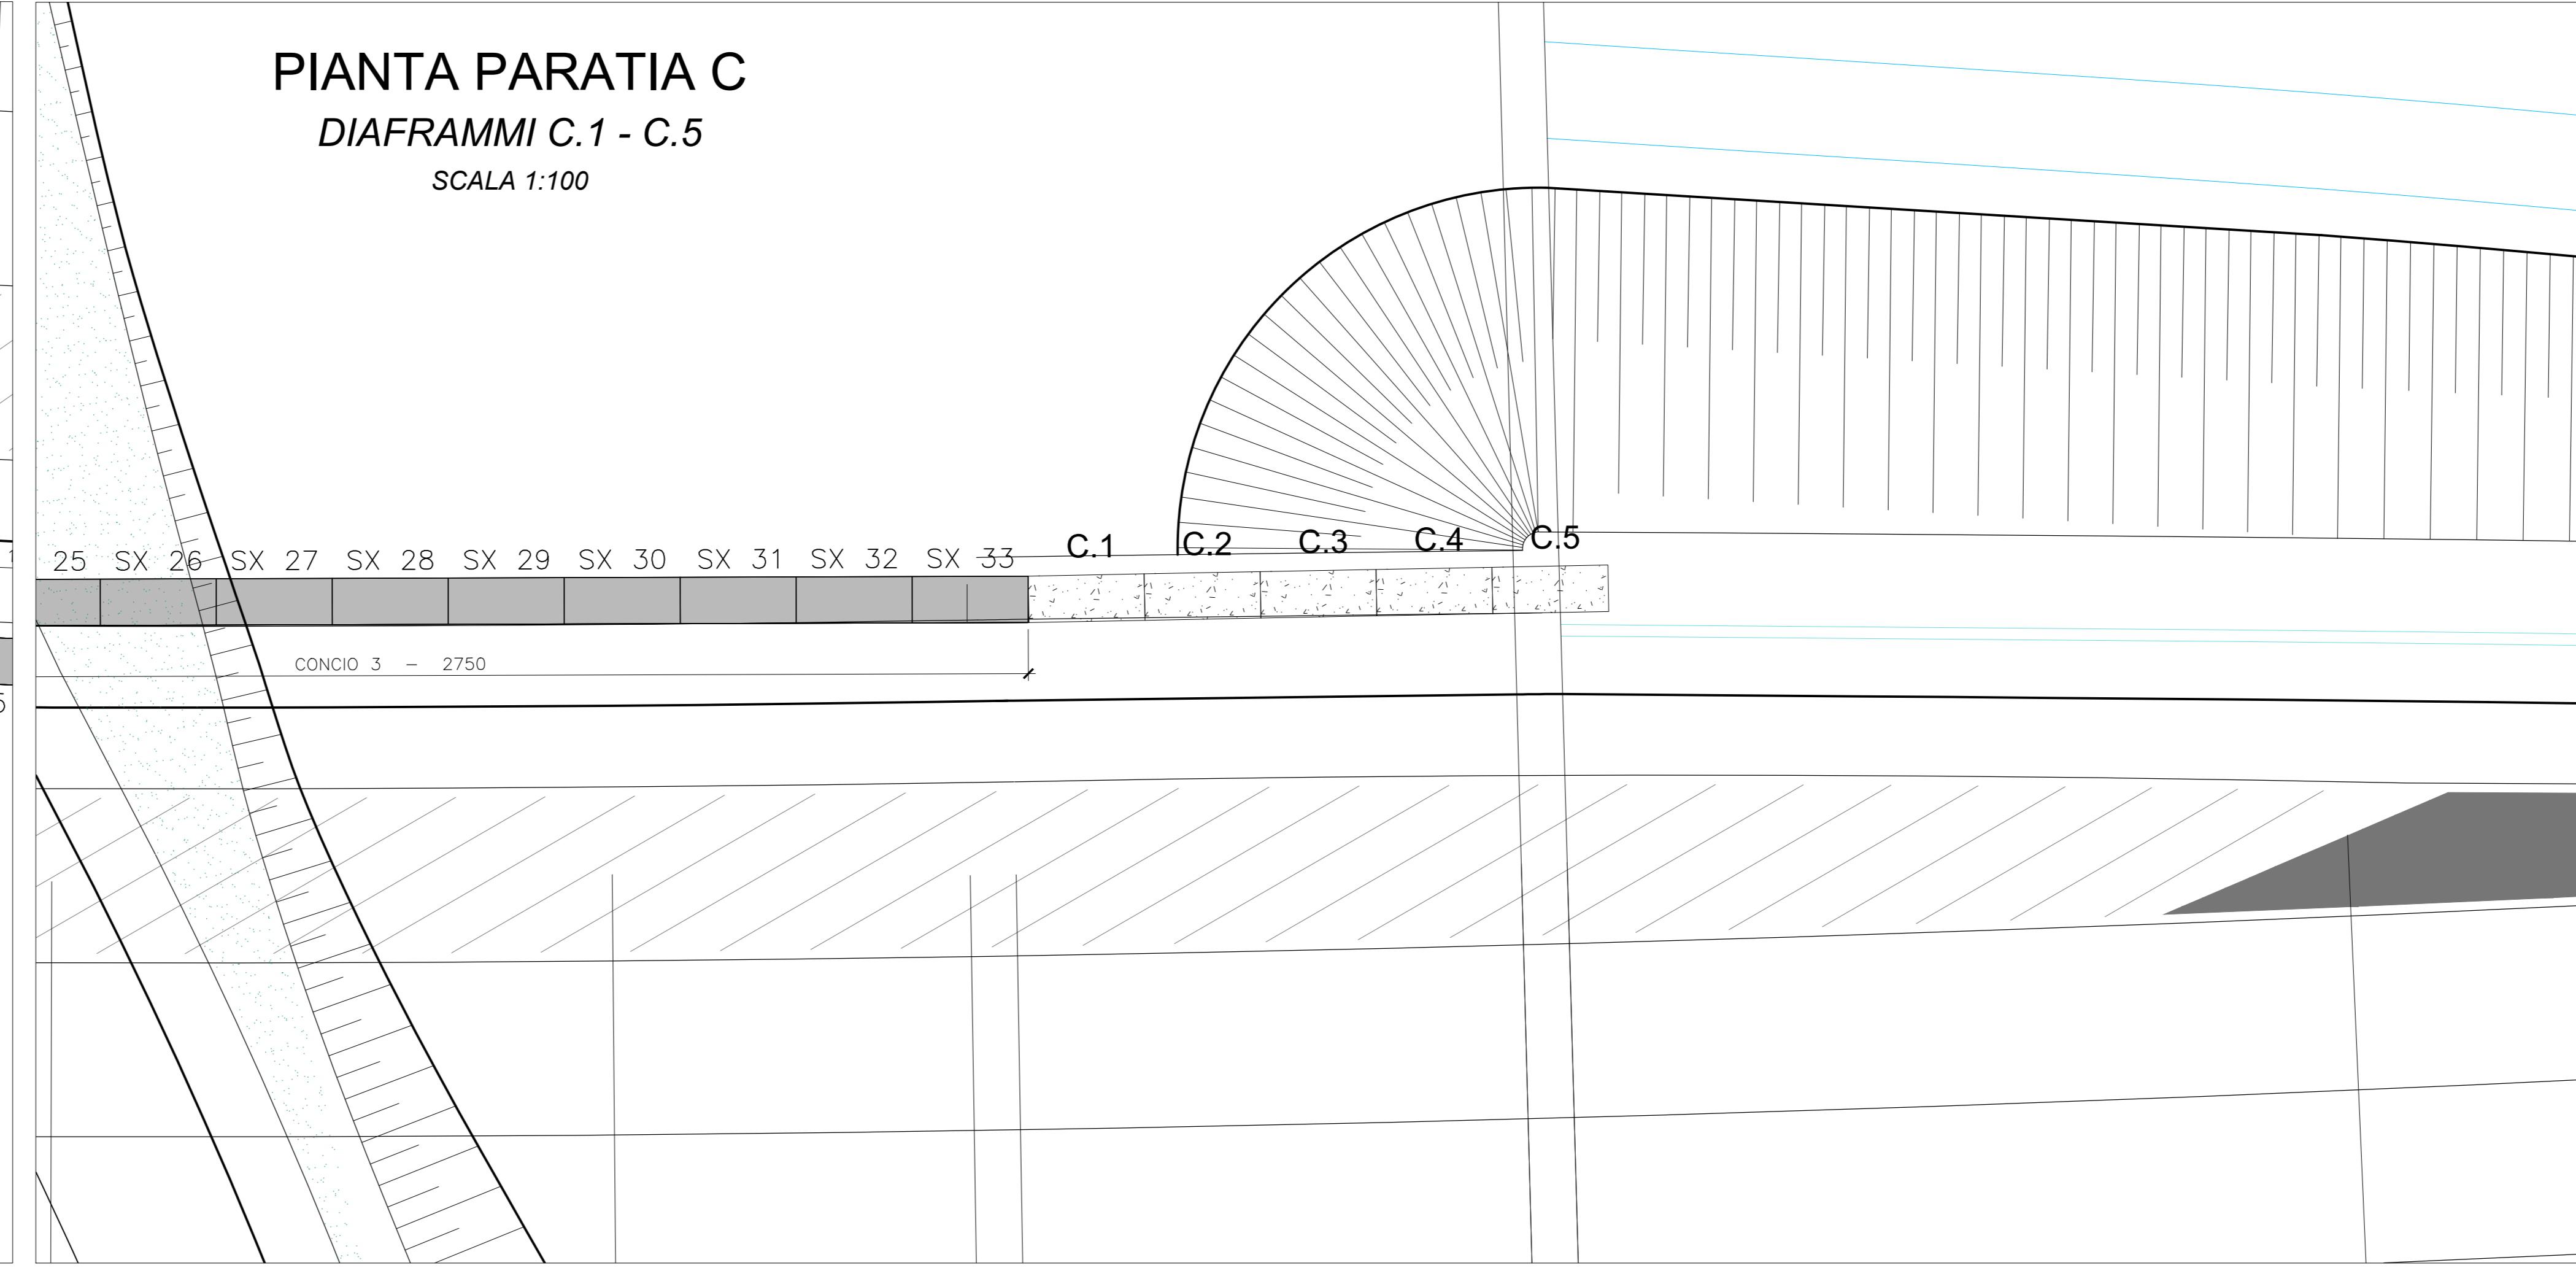 PIANTA PARATIA C
DIAFRAMMI C.1 - C.5
SCALA 1:100
25 SX 26 SX 27 SX 28 SX 29 SX 30 SX 31 SX 32 SX 33 C.1 C.2 C.3 C.4 C.5
CONCIO 3 – 2750